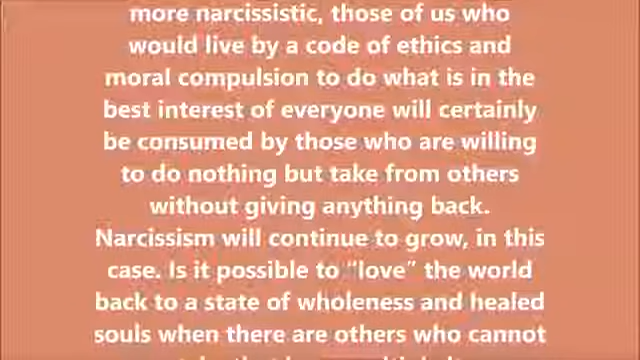 more narcissistic, those of us who
would live by a code of ethics and
moral compulsion to do what is in the
best interest of everyone will certainly
be consumed by those who are willing
to do nothing but take from others
without giving anything back.
Narcissism will continue to grow, in this
case. Is it possible to “love” the world
back to a state of wholeness and healed
souls when there are others who cannot